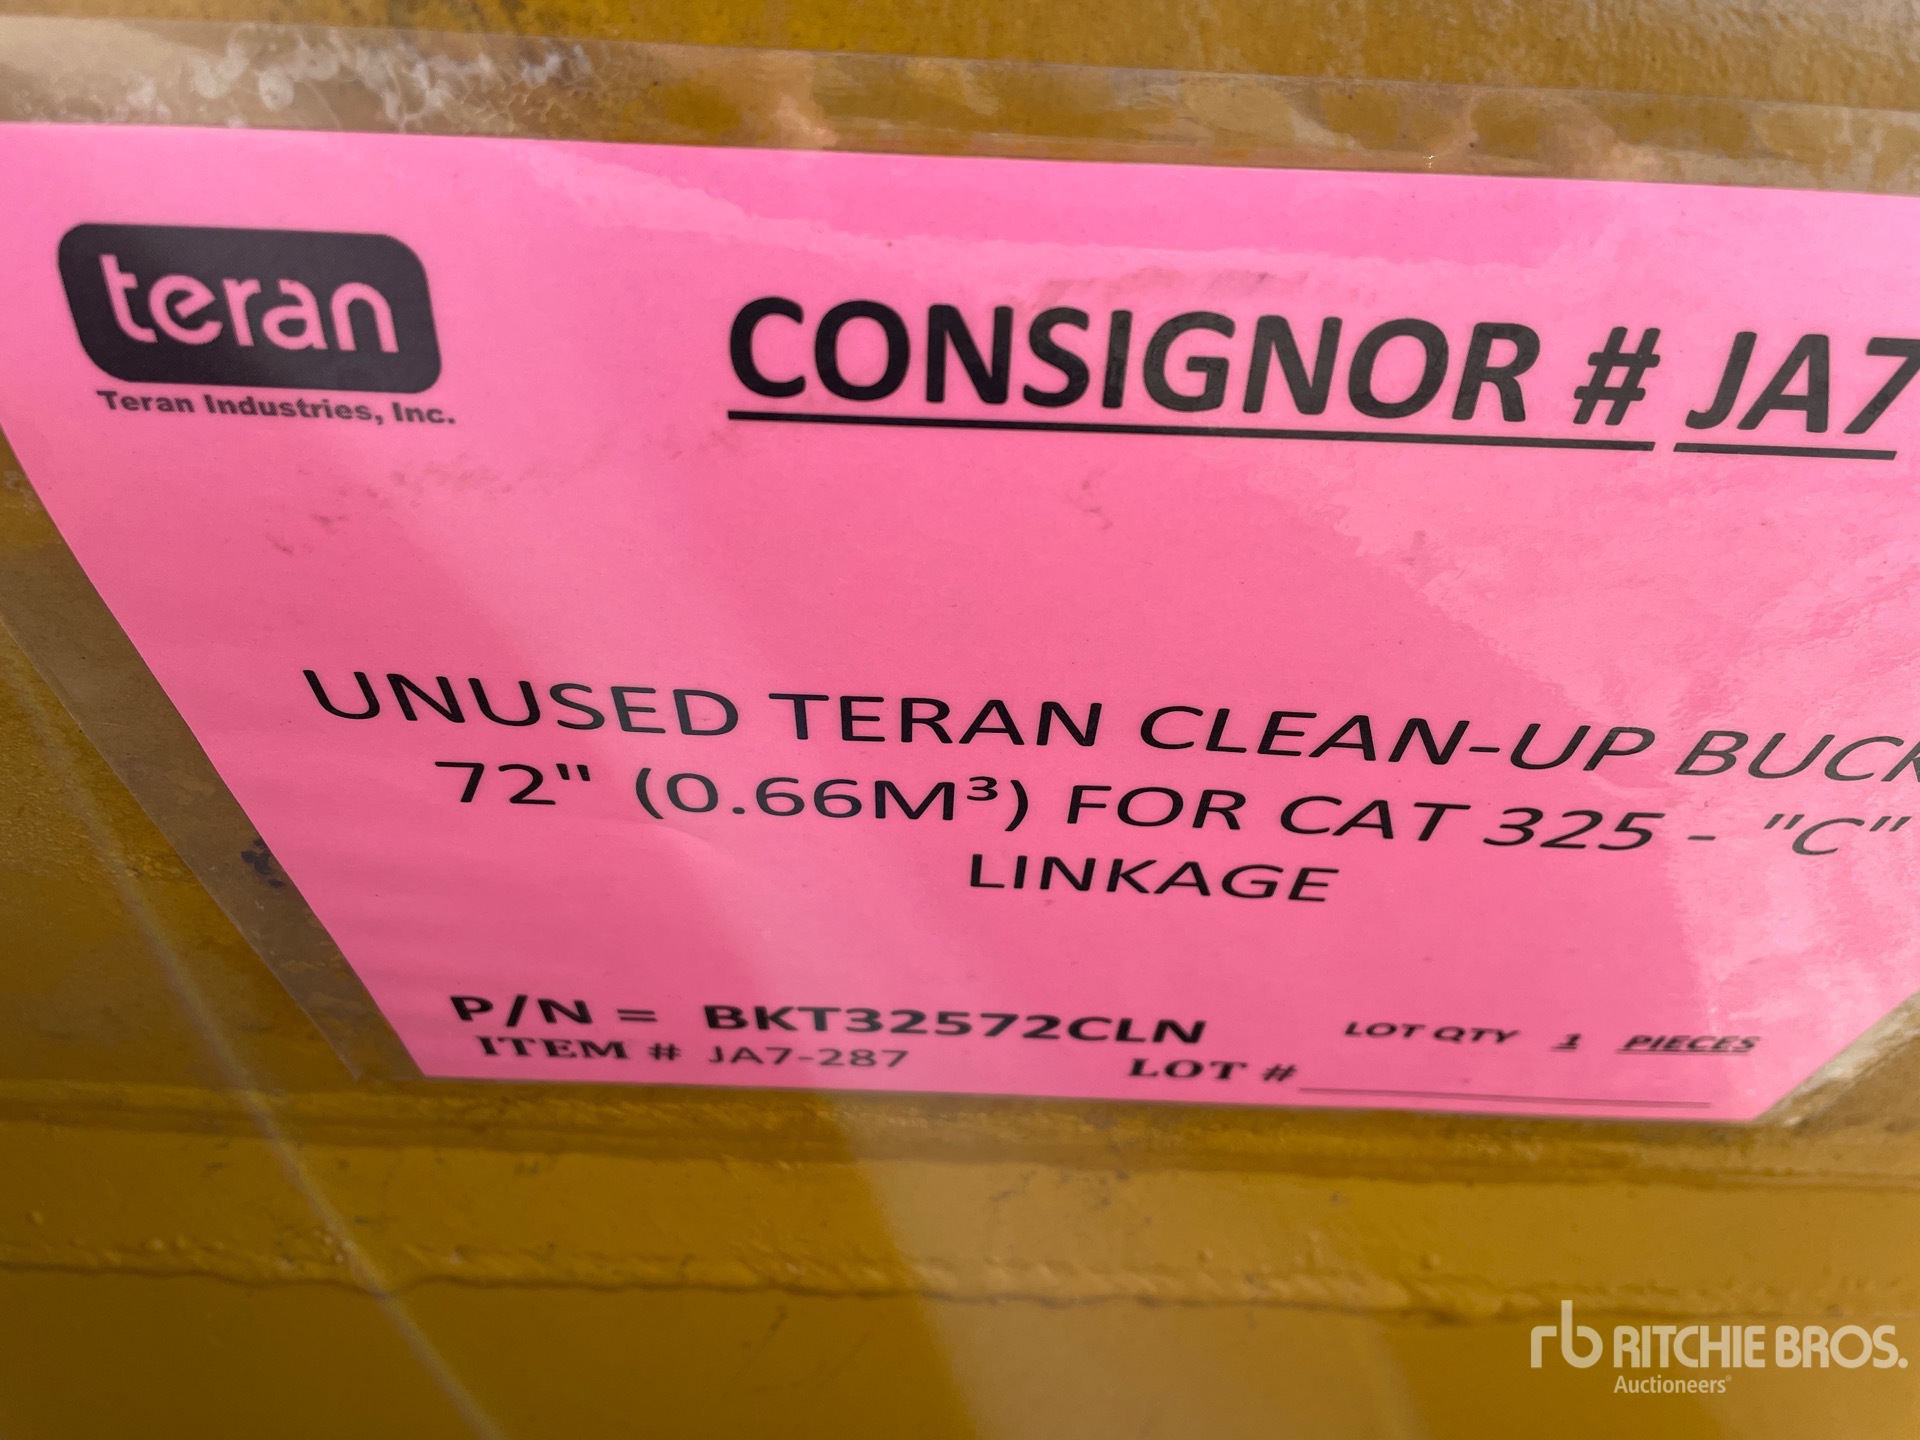 teran
Teran Industries, Inc.
CONSIGNOR # JA7
UNUSED TERAN CLEAN-UP BUCK
72" (0.66M³) FOR CAT 325 - "C"
LINKAGE
P/N = BKT32572CLN
LOT QTY 1 PIECES
ITEM # JA7-287
LOT #
rb RITCHIE BROS.
Auctioneers®